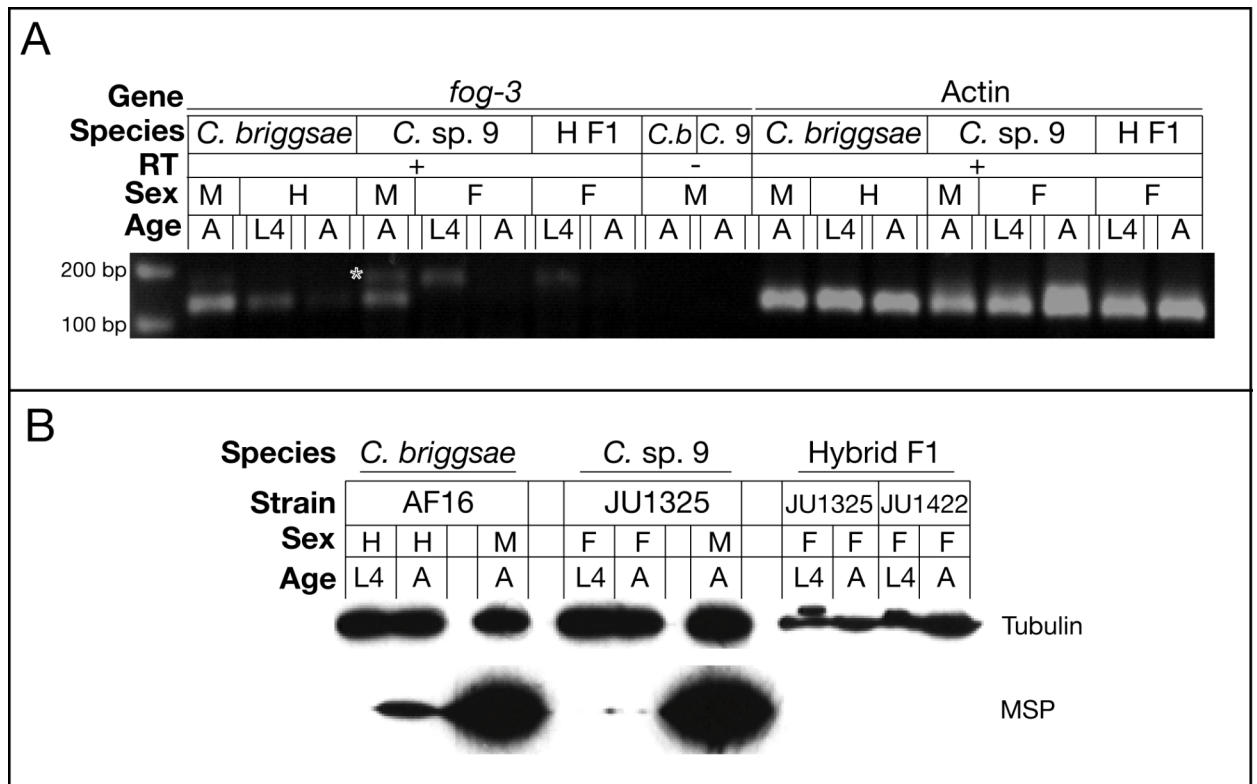 A
Gene fog-3 Actin
Species C. briggsae C. sp. 9 H F1 C.b C. 9 C. briggsae C. sp. 9 H F1
RT + - +
Sex M H M F F M M H M F F
Age A L4 A A L4 A L4 A A A A L4 A A L4 A L4 A
200 bp *
100 bp
B
Species C. briggsae C. sp. 9 Hybrid F1
Strain AF16 JU1325 JU1325 JU1422
Sex H H M F F M F F F F
Age L4 A A L4 A A L4 A L4 A
Tubulin
MSP